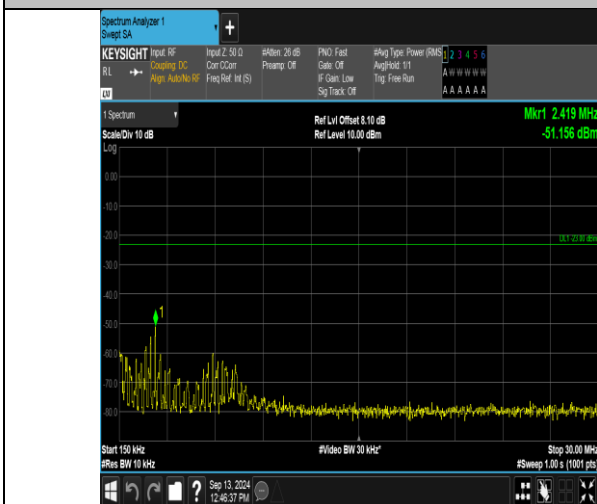 Spectrum Analyzer 1
Swept SA
+
KEYSIGHT
RL
Input: RF
Coupling: DC
Align: Auto/No RF
Input Z: 50 Ω
Corr CCorr
Freq Ref: Int (S)
#Atten: 26 dB
Preamp: Off
PNO: Fast
Gate: Off
IF Gain: Low
Sig Track: Off
#Avg Type: Power (RMS
Avg|Hold: 1/1
Trig: Free Run
1 2 3 4 5 6
A W W W W W
A A A A A A
1 Spectrum
Scale/Div 10 dB
Ref Lvl Offset 8.10 dB
Ref Level 10.00 dBm
Mkr1 2.419 MHz
-51.156 dBm
Log
0.00
-10.0
-20.0
DL1 -23.00 dBm
-30.0
-40.0
1
-50.0
-60.0
-70.0
-80.0
Start 150 kHz
#Video BW 30 kHz*
Stop 30.00 MHz
#Res BW 10 kHz
#Sweep 1.00 s (1001 pts)
?
Sep 13, 2024
12:46:37 PM